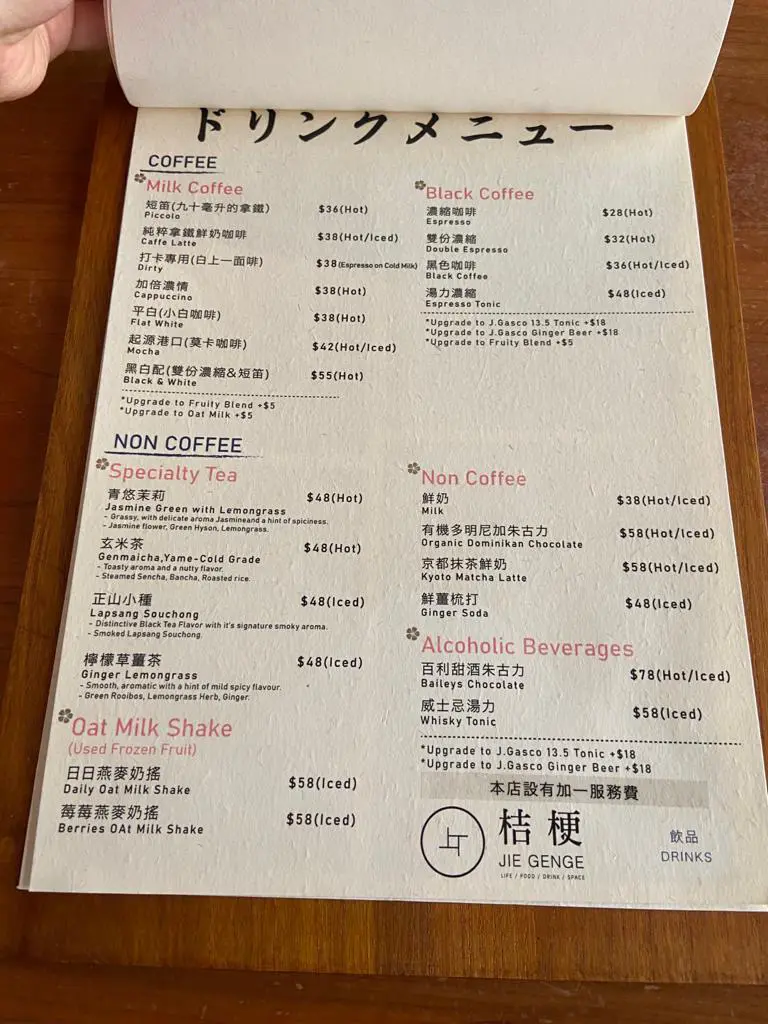 ドリンクメニュー
COFFEE
Milk Coffee
短笛(九十毫升的拿鐵)
Piccolo
$36(Hot)
純粹拿鐵鮮奶咖啡
Caffe Latte
$38(Hot/Iced)
打卡專用(白上一面啡)
Dirty
$38(Espresso on Cold Milk)
加倍濃情
Cappuccino
$38(Hot)
平白(小白咖啡)
Flat White
$38(Hot)
起源港口(莫卡咖啡)
Mocha
$42(Hot/Iced)
黑白配(雙份濃縮&短笛)
Black & White
$55(Hot)
*Upgrade to Fruity Blend +$5
*Upgrade to Oat Milk +$5
Black Coffee
濃縮咖啡
Espresso
$28(Hot)
雙份濃縮
Double Espresso
$32(Hot)
黑色咖啡
Black Coffee
$36(Hot/Iced)
湯力濃縮
Espresso Tonic
$48(Iced)
*Upgrade to J.Gasco 13.5 Tonic +$18
*Upgrade to J.Gasco Ginger Beer +$18
*Upgrade to Fruity Blend +$5
NON COFFEE
Specialty Tea
青悠茉莉
Jasmine Green with Lemongrass
$48(Hot)
- Grassy, with delicate aroma Jasmineand a hint of spiciness.
- Jasmine flower, Green Hyson, Lemongrass.
玄米茶
Genmaicha,Yame-Cold Grade
$48(Hot)
- Toasty aroma and a nutty flavor.
- Steamed Sencha, Bancha, Roasted rice.
正山小種
Lapsang Souchong
$48(Iced)
- Distinctive Black Tea Flavor with it's signature smoky aroma.
- Smoked Lapsang Souchong.
檸檬草薑茶
Ginger Lemongrass
$48(Iced)
- Smooth, aromatic with a hint of mild spicy flavour.
- Green Rooibos, Lemongrass Herb, Ginger.
Oat Milk Shake
(Used Frozen Fruit)
日日燕麥奶搖
Daily Oat Milk Shake
$58(Iced)
莓莓燕麥奶搖
Berries OAt Milk Shake
$58(Iced)
Non Coffee
鮮奶
Milk
$38(Hot/Iced)
有機多明尼加朱古力
Organic Dominikan Chocolate
$58(Hot/Iced)
京都抹茶鮮奶
Kyoto Matcha Latte
$58(Hot/Iced)
鮮薑梳打
Ginger Soda
$48(Iced)
Alcoholic Beverages
百利甜酒朱古力
Baileys Chocolate
$78(Hot/Iced)
威士忌湯力
Whisky Tonic
$58(Iced)
*Upgrade to J.Gasco 13.5 Tonic +$18
*Upgrade to J.Gasco Ginger Beer +$18
本店設有加一服務費
桔梗
JIE GENGE
LIFE / FOOD / DRINK / SPACE
飲品
DRINKS